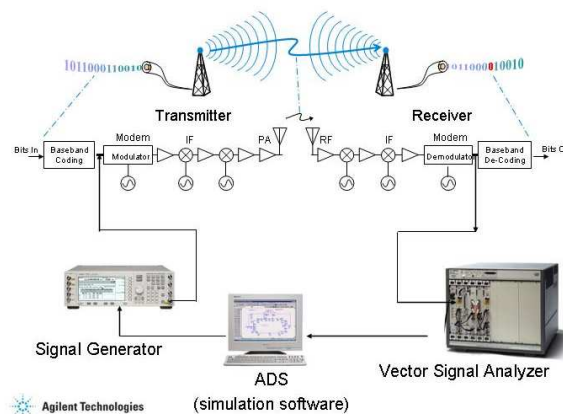 1011000110010
1011000010010
Transmitter
Receiver
Bits In
Baseband
Coding
Modem
Modulator
IF
PA
RF
IF
Modem
Demodulator
Baseband
De-Coding
Bits O
Signal Generator
ADS
(simulation software)
Vector Signal Analyzer
Agilent Technologies